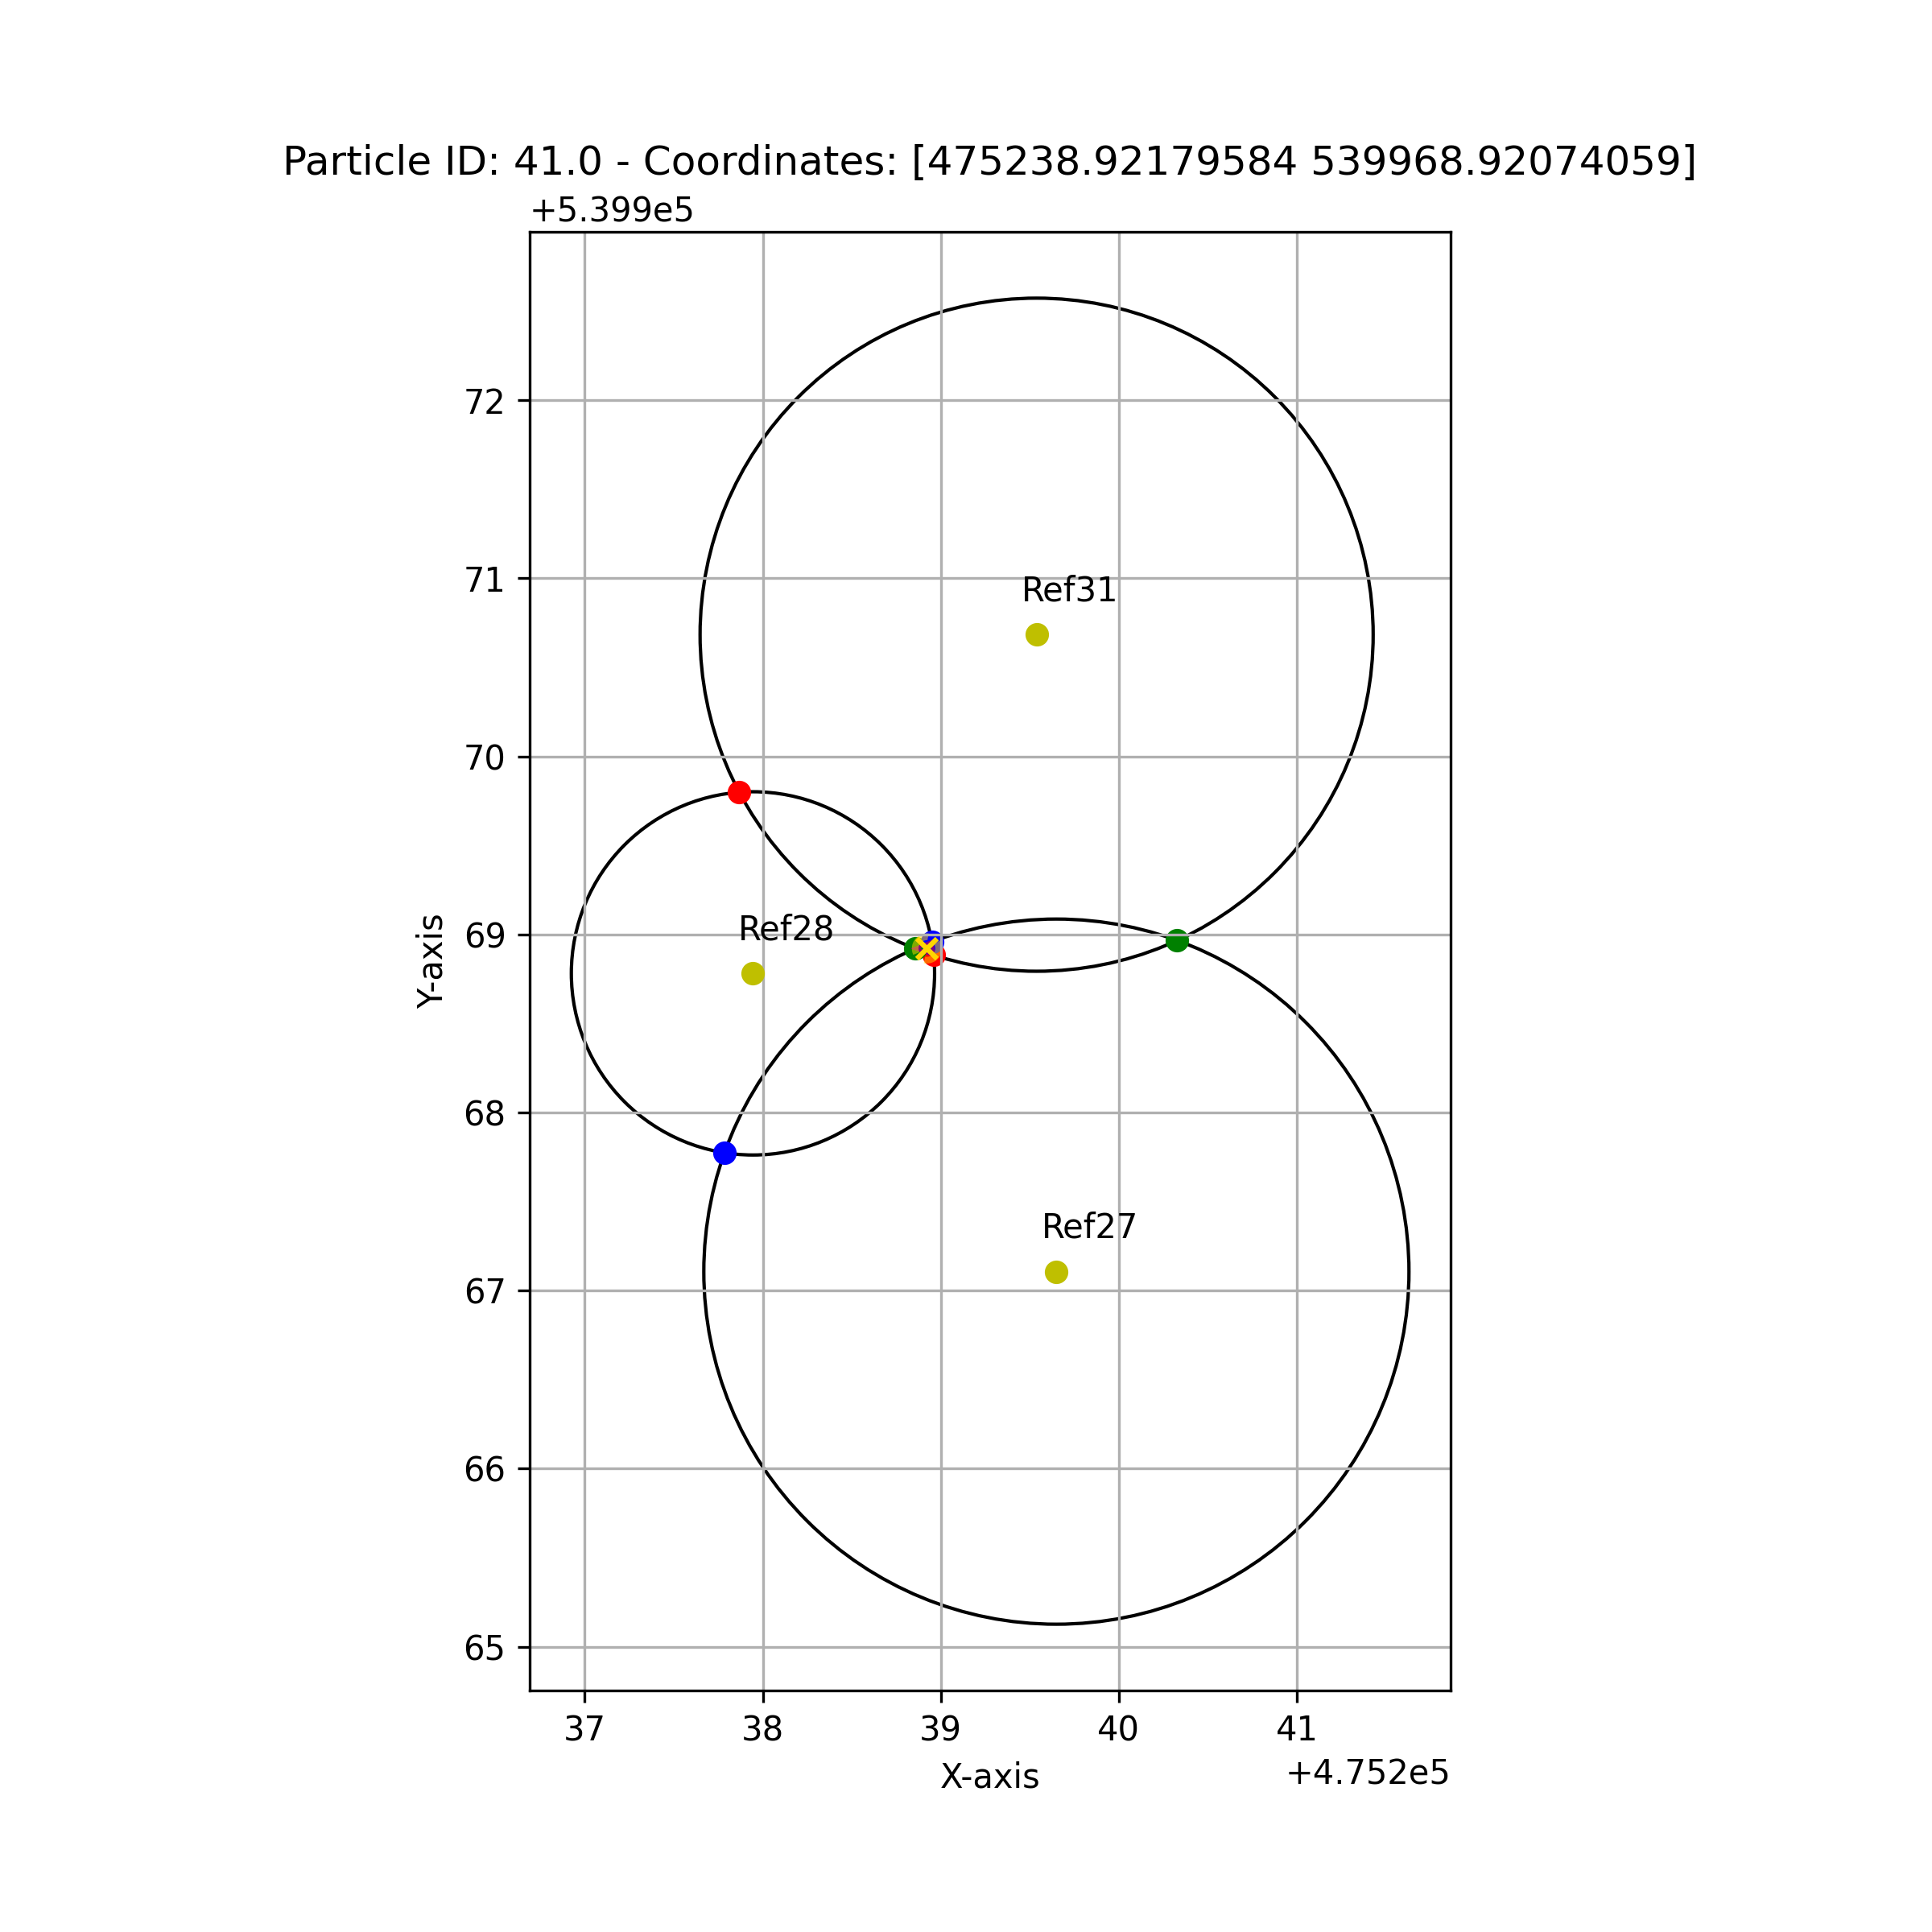 Particle ID: 41.0 - Coordinates: [475238.92179584 539968.92074059]
+5.399e5
72
71
Ref31
70
69
Ref28
Y-axis
68
Ref27
67
66
65
37 38 39 40 41
X-axis
+4.752e5